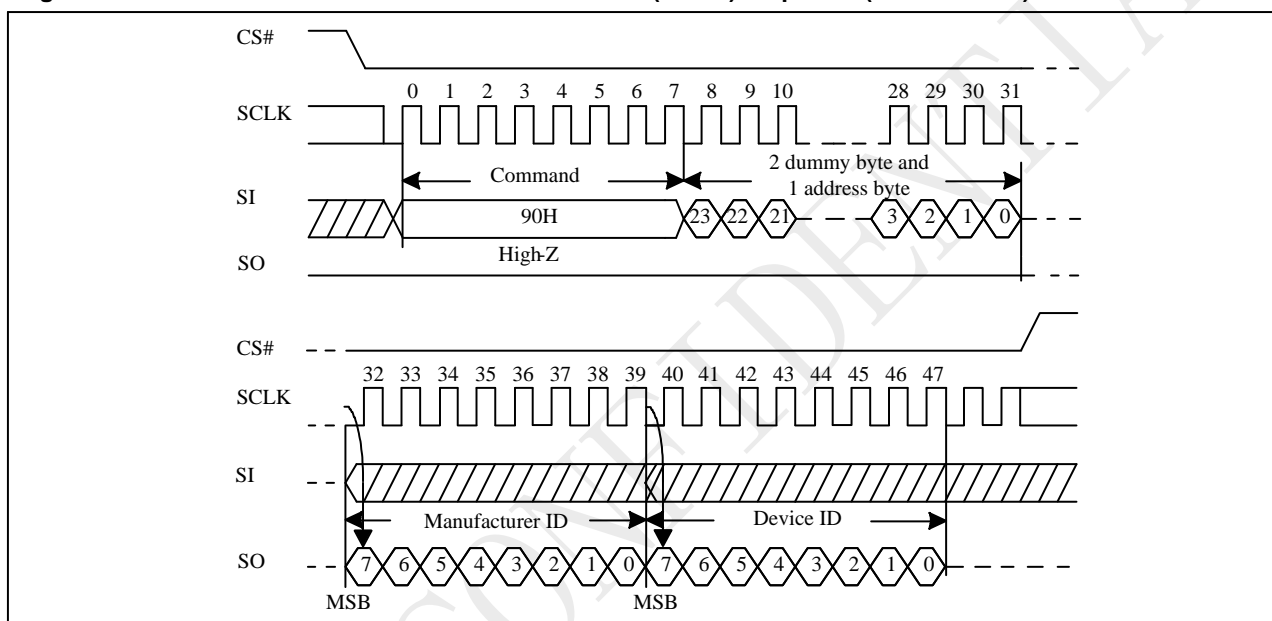 CS#
0 1 2 3 4 5 6 7 8 9 10 28 29 30 31
SCLK
Command
2 dummy byte and
1 address byte
SI
90H
23 22 21 3 2 1 0
High-Z
SO
CS#
32 33 34 35 36 37 38 39 40 41 42 43 44 45 46 47
SCLK
SI
Manufacturer ID
Device ID
SO
7 6 5 4 3 2 1 0 7 6 5 4 3 2 1 0
MSB MSB
CONFIDENTIA